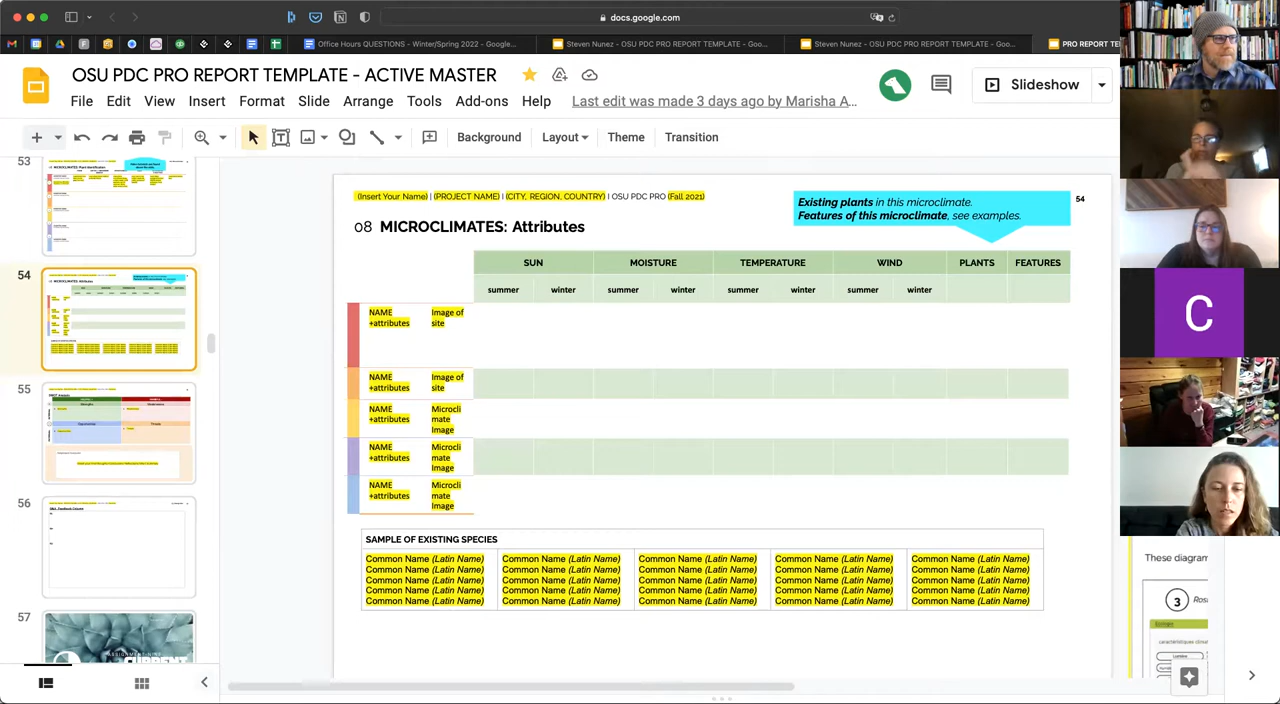 docs.google.com
Office Hours QUESTIONS - Winter/Spring 2022 - Google...
Steven Nunez - OSU PDC PRO REPORT TEMPLATE - Goo...
Steven Nunez - OSU PDC PRO REPORT TEMPLATE - Goo...
PRO REPORT TE
OSU PDC PRO REPORT TEMPLATE - ACTIVE MASTER
File Edit View Insert Format Slide Arrange Tools Add-ons Help Last edit was made 3 days ago by Marisha A...
Slideshow
Background Layout Theme Transition
53
54
55
56
57
(Insert Your Name) | (PROJECT NAME) I (CITY, REGION, COUNTRY) I OSU PDC PRO (Fall 2021)
Existing plants in this microclimate.
Features of this microclimate, see examples.
54
08 MICROCLIMATES: Attributes
SUN MOISTURE TEMPERATURE WIND PLANTS FEATURES
summer winter summer winter summer winter summer winter
NAME +attributes
Image of site
NAME +attributes
Image of site
NAME +attributes
Microcli mate Image
NAME +attributes
Microcli mate Image
NAME +attributes
Microcli mate Image
SAMPLE OF EXISTING SPECIES
Common Name (Latin Name) Common Name (Latin Name) Common Name (Latin Name) Common Name (Latin Name) Common Name (Latin Name)
Common Name (Latin Name) Common Name (Latin Name) Common Name (Latin Name) Common Name (Latin Name) Common Name (Latin Name)
Common Name (Latin Name) Common Name (Latin Name) Common Name (Latin Name) Common Name (Latin Name) Common Name (Latin Name)
Common Name (Latin Name) Common Name (Latin Name) Common Name (Latin Name) Common Name (Latin Name) Common Name (Latin Name)
Common Name (Latin Name) Common Name (Latin Name) Common Name (Latin Name) Common Name (Latin Name) Common Name (Latin Name)
C
These diagram
3